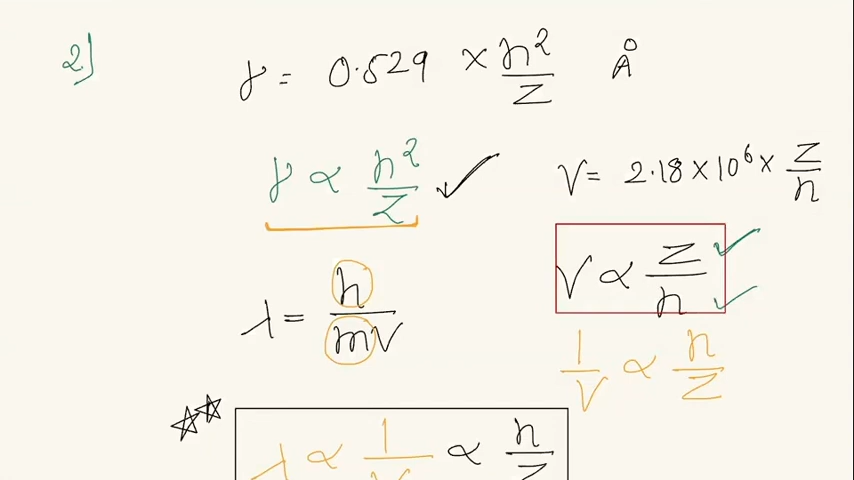 2) r = 0.529 × n²/Z Å
r ∝ n²/Z
V = 2.18 × 10⁶ × Z/n
V ∝ Z/n
λ = h/mV
1/V ∝ n/Z
λ ∝ 1/V ∝ n/Z